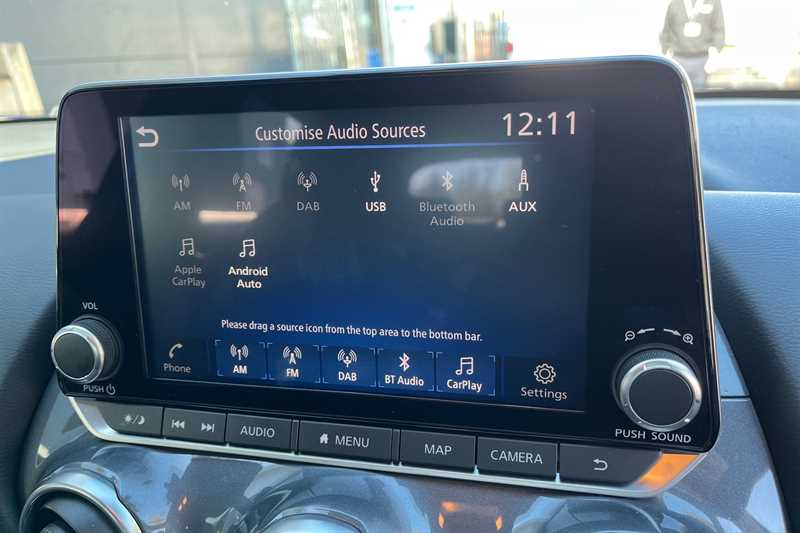 Customise Audio Sources
12:11
AM FM DAB USB Bluetooth Audio AUX
Apple CarPlay Android Auto
Please drag a source icon from the top area to the bottom bar.
Phone AM FM DAB BT Audio CarPlay Settings
VOL
PUSH
PUSH SOUND
AUDIO MENU MAP CAMERA